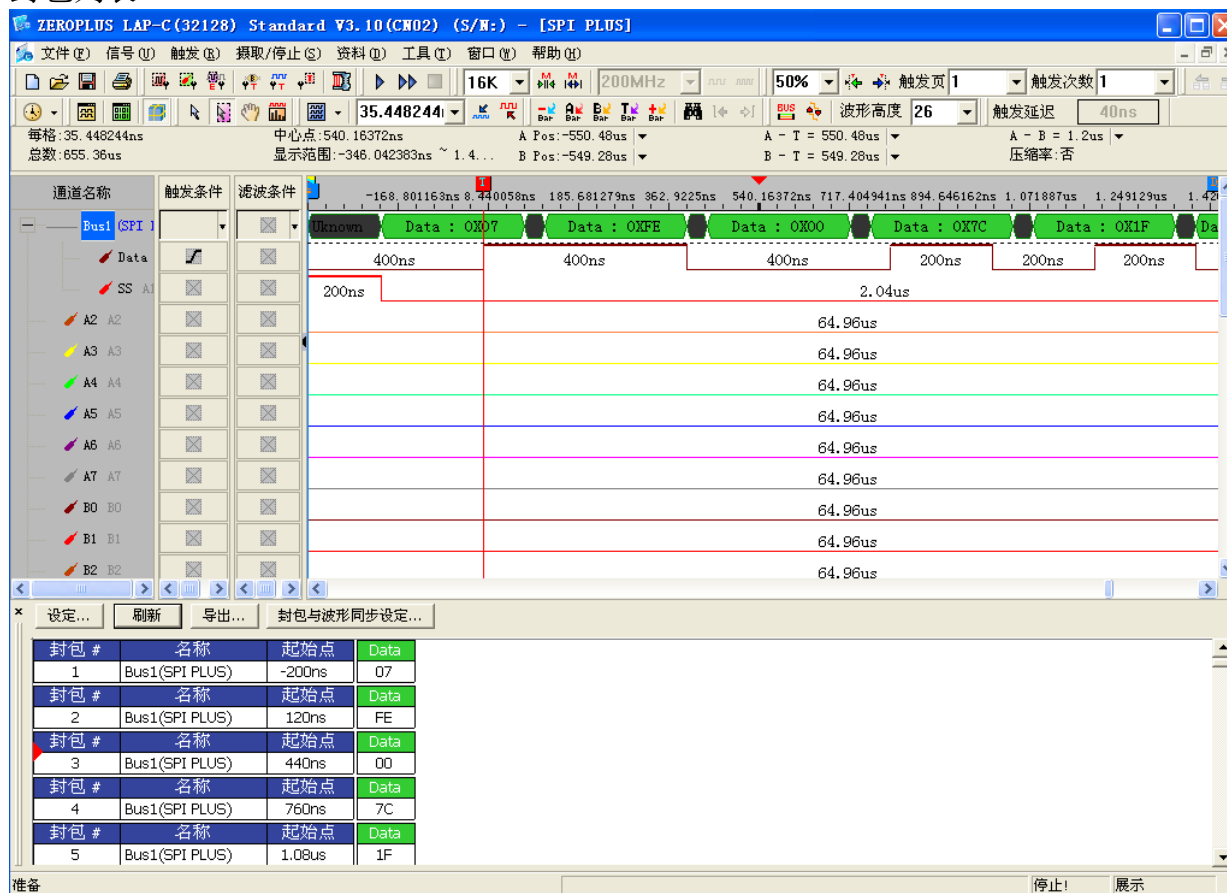 ZEROPLUS LAP-C(32128) Standard V3.10(CN02) (S/N:) - [SPI PLUS]
文件(F) 信号(U) 触发(R) 摄取/停止(S) 资料(D) 工具(T) 窗口(W) 帮助(H)
16K 200MHz 50% 触发页 1 触发次数 1
35.448244 Bar Bar Bar Bar Bar BUS 波形高度 26 触发延迟 40ns
每格:35.448244ns 中心点:540.16372ns A Pos:-550.48us A - T = 550.48us A - B = 1.2us
总数:655.36us 显示范围:-346.042383ns ~ 1.4... B Pos:-549.28us B - T = 549.28us 压缩率:否
通道名称 触发条件 滤波条件 T -168.801163ns 8.440058ns 185.681279ns 362.9225ns 540.16372ns 717.404941ns 894.646162ns 1.071887us 1.249129us 1.42
Bus1 (SPI Uknown Data : 0X07 Data : 0XFE Data : 0X00 Data : 0X7C Data : 0X1F Da
Data 400ns 400ns 400ns 200ns 200ns 200ns
SS A1 200ns 2.04us
A2 A2 64.96us
A3 A3 64.96us
A4 A4 64.96us
A5 A5 64.96us
A6 A6 64.96us
A7 A7 64.96us
B0 B0 64.96us
B1 B1 64.96us
B2 B2 64.96us
设定... 刷新 导出... 封包与波形同步设定...
封包 # 名称 起始点 Data
1 Bus1(SPI PLUS) -200ns 07
封包 # 名称 起始点 Data
2 Bus1(SPI PLUS) 120ns FE
封包 # 名称 起始点 Data
3 Bus1(SPI PLUS) 440ns 00
封包 # 名称 起始点 Data
4 Bus1(SPI PLUS) 760ns 7C
封包 # 名称 起始点 Data
5 Bus1(SPI PLUS) 1.08us 1F
准备 停止! 展示